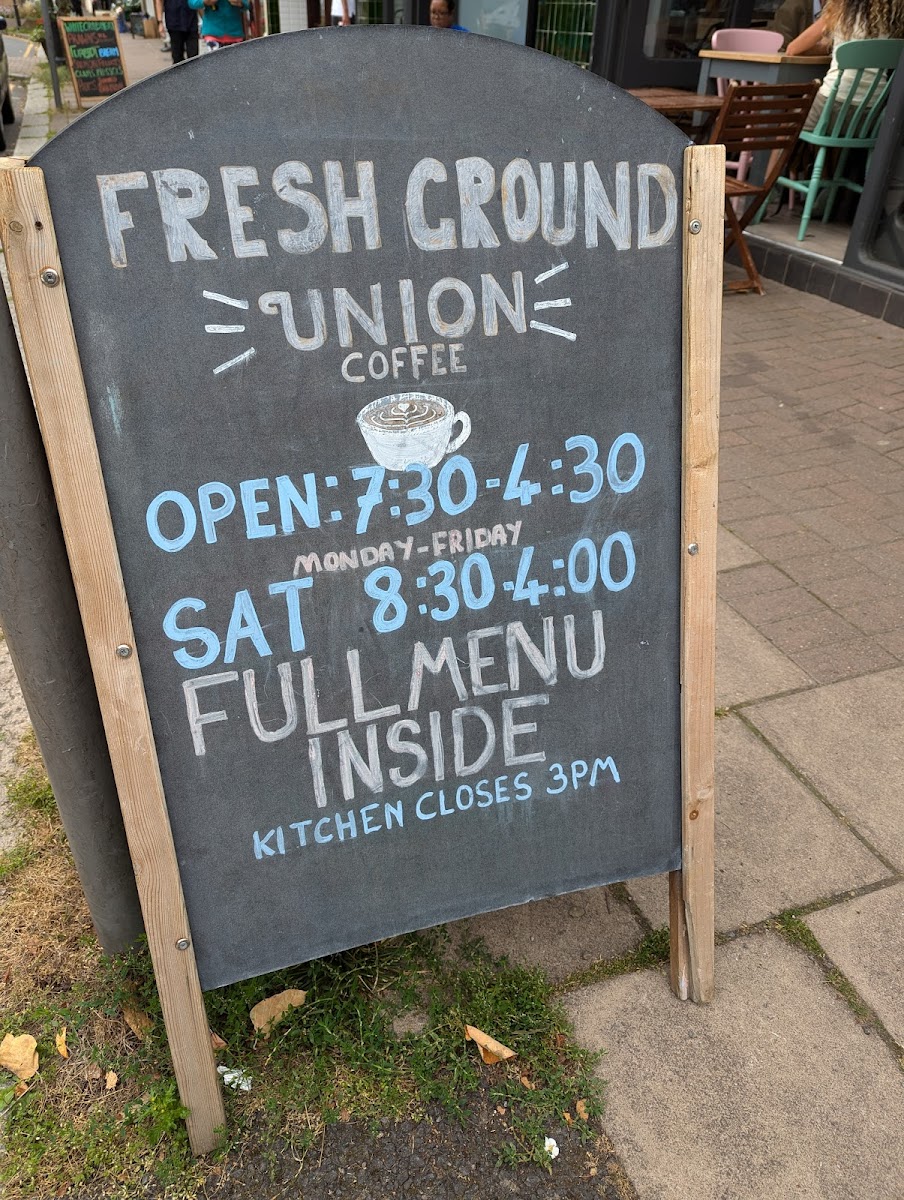 FRESH GROUND
UNION
COFFEE
OPEN: 7:30-4:30
MONDAY-FRIDAY
SAT 8:30-4:00
FULL MENU
INSIDE
KITCHEN CLOSES 3PM